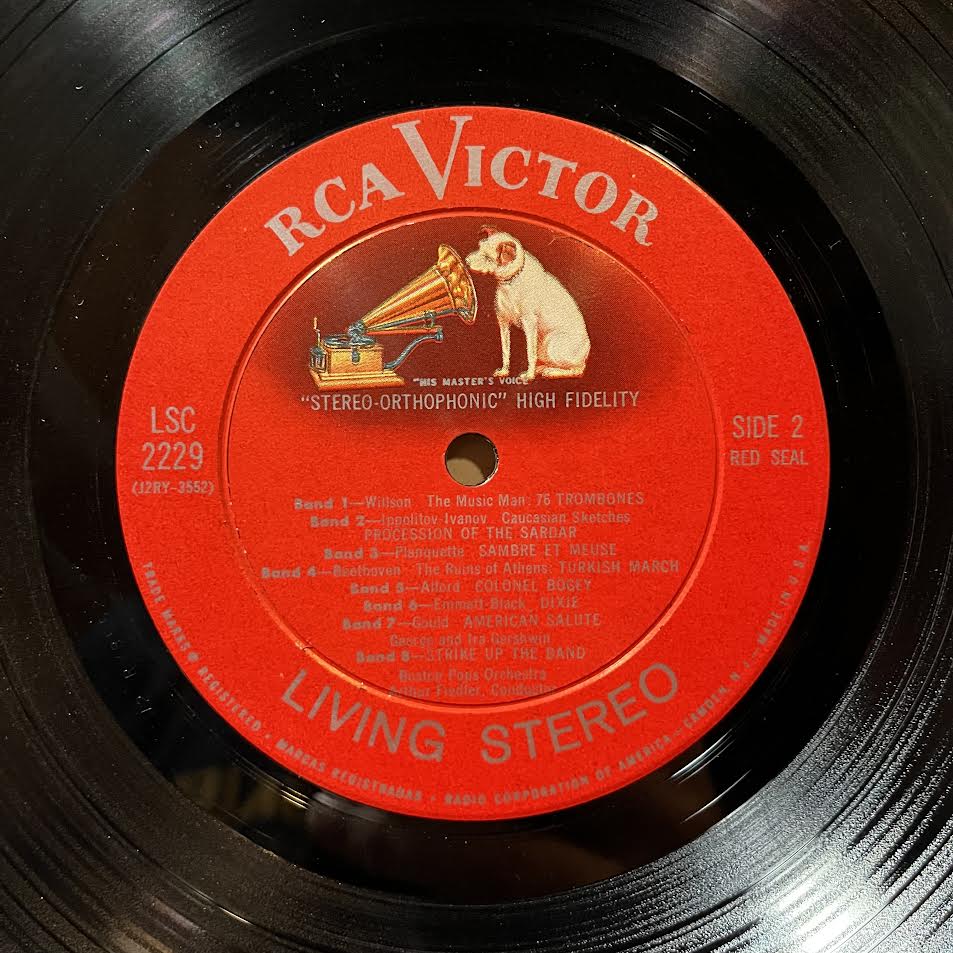 RCA VICTOR
"HIS MASTER'S VOICE"
"STEREO-ORTHOPHONIC" HIGH FIDELITY
LSC
2229
(J2RY-3552)
SIDE 2
RED SEAL
Band 1—Willson The Music Man: 76 TROMBONES
Band 2—Ippolitov-Ivanov Caucasian Sketches
PROCESSION OF THE SARDAR
Band 3—Planquette SAMBRE ET MEUSE
Band 4—Beethoven The Ruins of Athens: TURKISH MARCH
Band 5—Alford COLONEL BOGEY
Band 6—Emmett-Black DIXIE
Band 7—Gould AMERICAN SALUTE
George and Ira Gershwin
Band 8—STRIKE UP THE BAND
Boston Pops Orchestra
Arthur Fiedler, Conductor
LIVING STEREO
TRADE MARKS ® REGISTERED • MARCAS REGISTRADAS • RADIO CORPORATION OF AMERICA—CAMDEN, N. J.—MADE IN U. S. A.